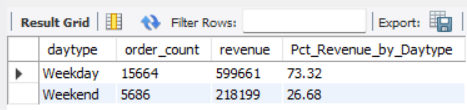 Result Grid Filter Rows: Export:
daytype order_count revenue Pct_Revenue_by_Daytype
Weekday 15664 599661 73.32
Weekend 5686 218199 26.68